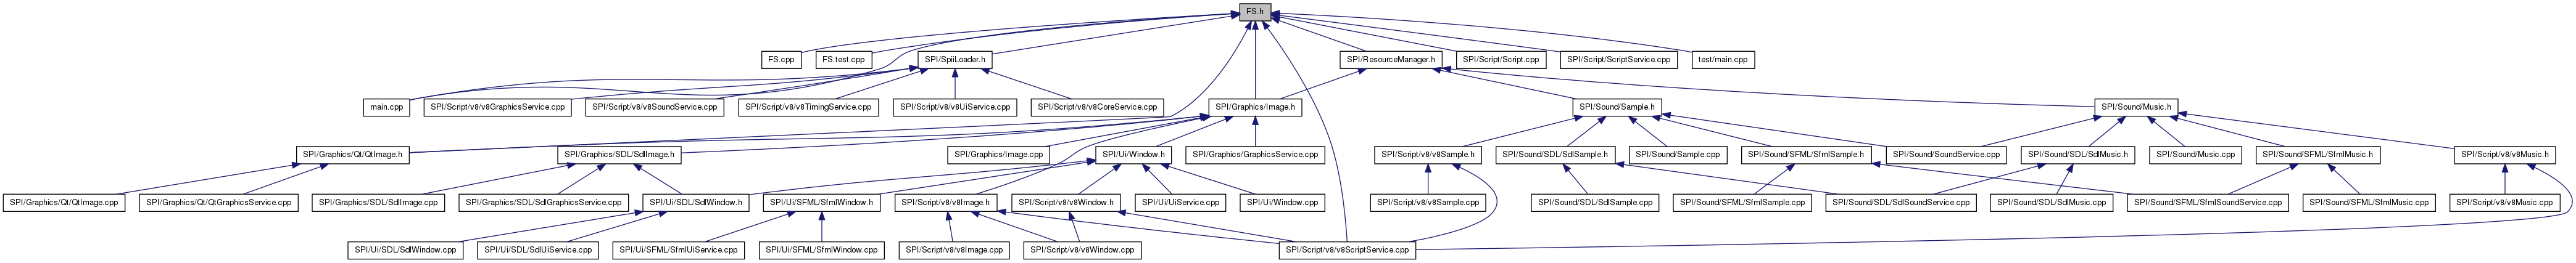 FS.h
FS.cpp
FS.test.cpp
SPI/SpiiLoader.h
SPI/ResourceManager.h
SPI/Script/Script.cpp
SPI/Script/ScriptService.cpp
test/main.cpp
main.cpp
SPI/Script/v8/v8GraphicsService.cpp
SPI/Script/v8/v8SoundService.cpp
SPI/Script/v8/v8TimingService.cpp
SPI/Script/v8/v8UiService.cpp
SPI/Script/v8/v8CoreService.cpp
SPI/Graphics/Image.h
SPI/Sound/Sample.h
SPI/Sound/Music.h
SPI/Graphics/Qt/QtImage.h
SPI/Graphics/SDL/SdlImage.h
SPI/Graphics/Image.cpp
SPI/Ui/Window.h
SPI/Graphics/GraphicsService.cpp
SPI/Script/v8/v8Sample.h
SPI/Sound/SDL/SdlSample.h
SPI/Sound/Sample.cpp
SPI/Sound/SFML/SfmlSample.h
SPI/Sound/SoundService.cpp
SPI/Sound/SDL/SdlMusic.h
SPI/Sound/Music.cpp
SPI/Sound/SFML/SfmlMusic.h
SPI/Script/v8/v8Music.h
SPI/Graphics/Qt/QtImage.cpp
SPI/Graphics/Qt/QtGraphicsService.cpp
SPI/Graphics/SDL/SdlImage.cpp
SPI/Graphics/SDL/SdlGraphicsService.cpp
SPI/Ui/SDL/SdlWindow.h
SPI/Ui/SFML/SfmlWindow.h
SPI/Script/v8/v8Image.h
SPI/Script/v8/v8Window.h
SPI/Ui/UiService.cpp
SPI/Ui/Window.cpp
SPI/Script/v8/v8Sample.cpp
SPI/Sound/SDL/SdlSample.cpp
SPI/Sound/SFML/SfmlSample.cpp
SPI/Sound/SDL/SdlSoundService.cpp
SPI/Sound/SDL/SdlMusic.cpp
SPI/Sound/SFML/SfmlSoundService.cpp
SPI/Sound/SFML/SfmlMusic.cpp
SPI/Script/v8/v8Music.cpp
SPI/Ui/SDL/SdlWindow.cpp
SPI/Ui/SDL/SdlUiService.cpp
SPI/Ui/SFML/SfmlUiService.cpp
SPI/Ui/SFML/SfmlWindow.cpp
SPI/Script/v8/v8Image.cpp
SPI/Script/v8/v8Window.cpp
SPI/Script/v8/v8ScriptService.cpp